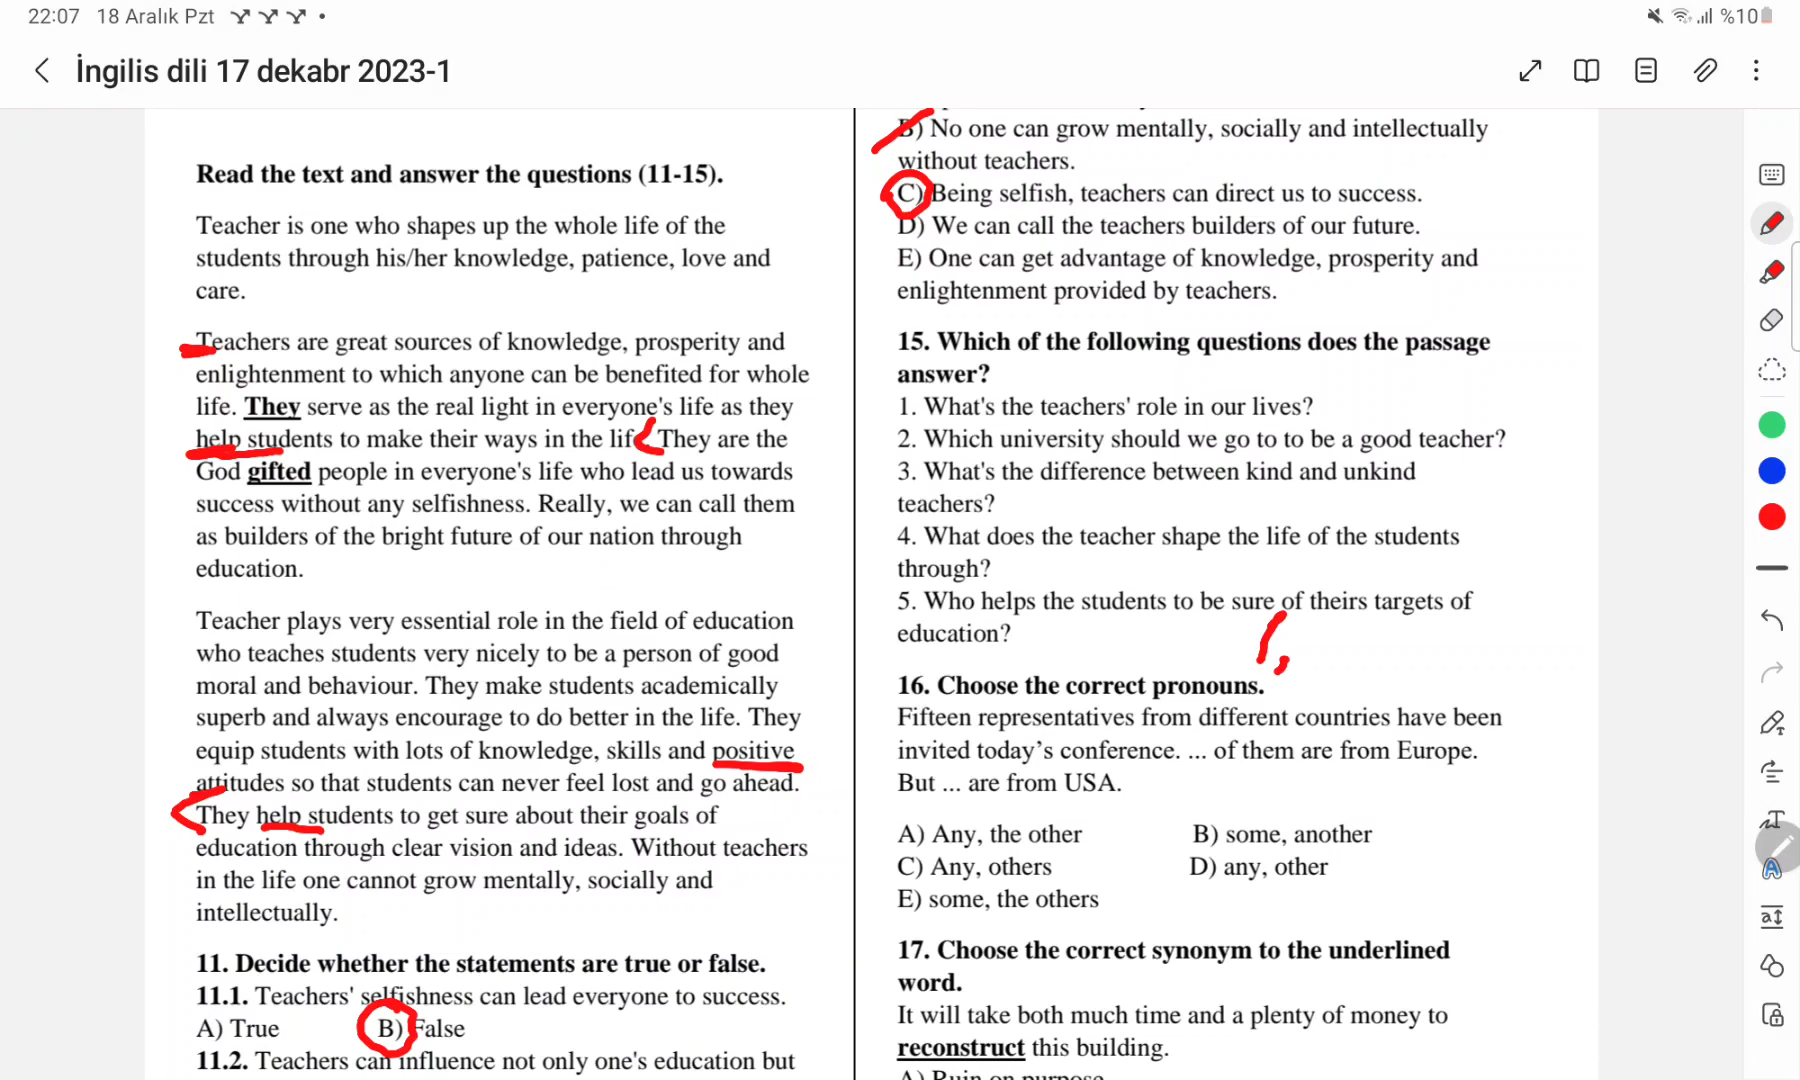 22:07 18 Aralık Pzt
%10
İngilis dili 17 dekabr 2023-1
Read the text and answer the questions (11-15).
Teacher is one who shapes up the whole life of the
students through his/her knowledge, patience, love and
care.
Teachers are great sources of knowledge, prosperity and
enlightenment to which anyone can be benefited for whole
life. They serve as the real light in everyone's life as they
help students to make their ways in the life. They are the
God gifted people in everyone's life who lead us towards
success without any selfishness. Really, we can call them
as builders of the bright future of our nation through
education.
Teacher plays very essential role in the field of education
who teaches students very nicely to be a person of good
moral and behaviour. They make students academically
superb and always encourage to do better in the life. They
equip students with lots of knowledge, skills and positive
attitudes so that students can never feel lost and go ahead.
They help students to get sure about their goals of
education through clear vision and ideas. Without teachers
in the life one cannot grow mentally, socially and
intellectually.
11. Decide whether the statements are true or false.
11.1. Teachers' selfishness can lead everyone to success.
A) True B) False
11.2. Teachers can influence not only one's education but
B) No one can grow mentally, socially and intellectually
without teachers.
C) Being selfish, teachers can direct us to success.
D) We can call the teachers builders of our future.
E) One can get advantage of knowledge, prosperity and
enlightenment provided by teachers.
15. Which of the following questions does the passage
answer?
1. What's the teachers' role in our lives?
2. Which university should we go to to be a good teacher?
3. What's the difference between kind and unkind
teachers?
4. What does the teacher shape the life of the students
through?
5. Who helps the students to be sure of theirs targets of
education?
1,
16. Choose the correct pronouns.
Fifteen representatives from different countries have been
invited today’s conference. ... of them are from Europe.
But ... are from USA.
A) Any, the other B) some, another
C) Any, others D) any, other
E) some, the others
17. Choose the correct synonym to the underlined
word.
It will take both much time and a plenty of money to
reconstruct this building.
A) Ruin on purpose